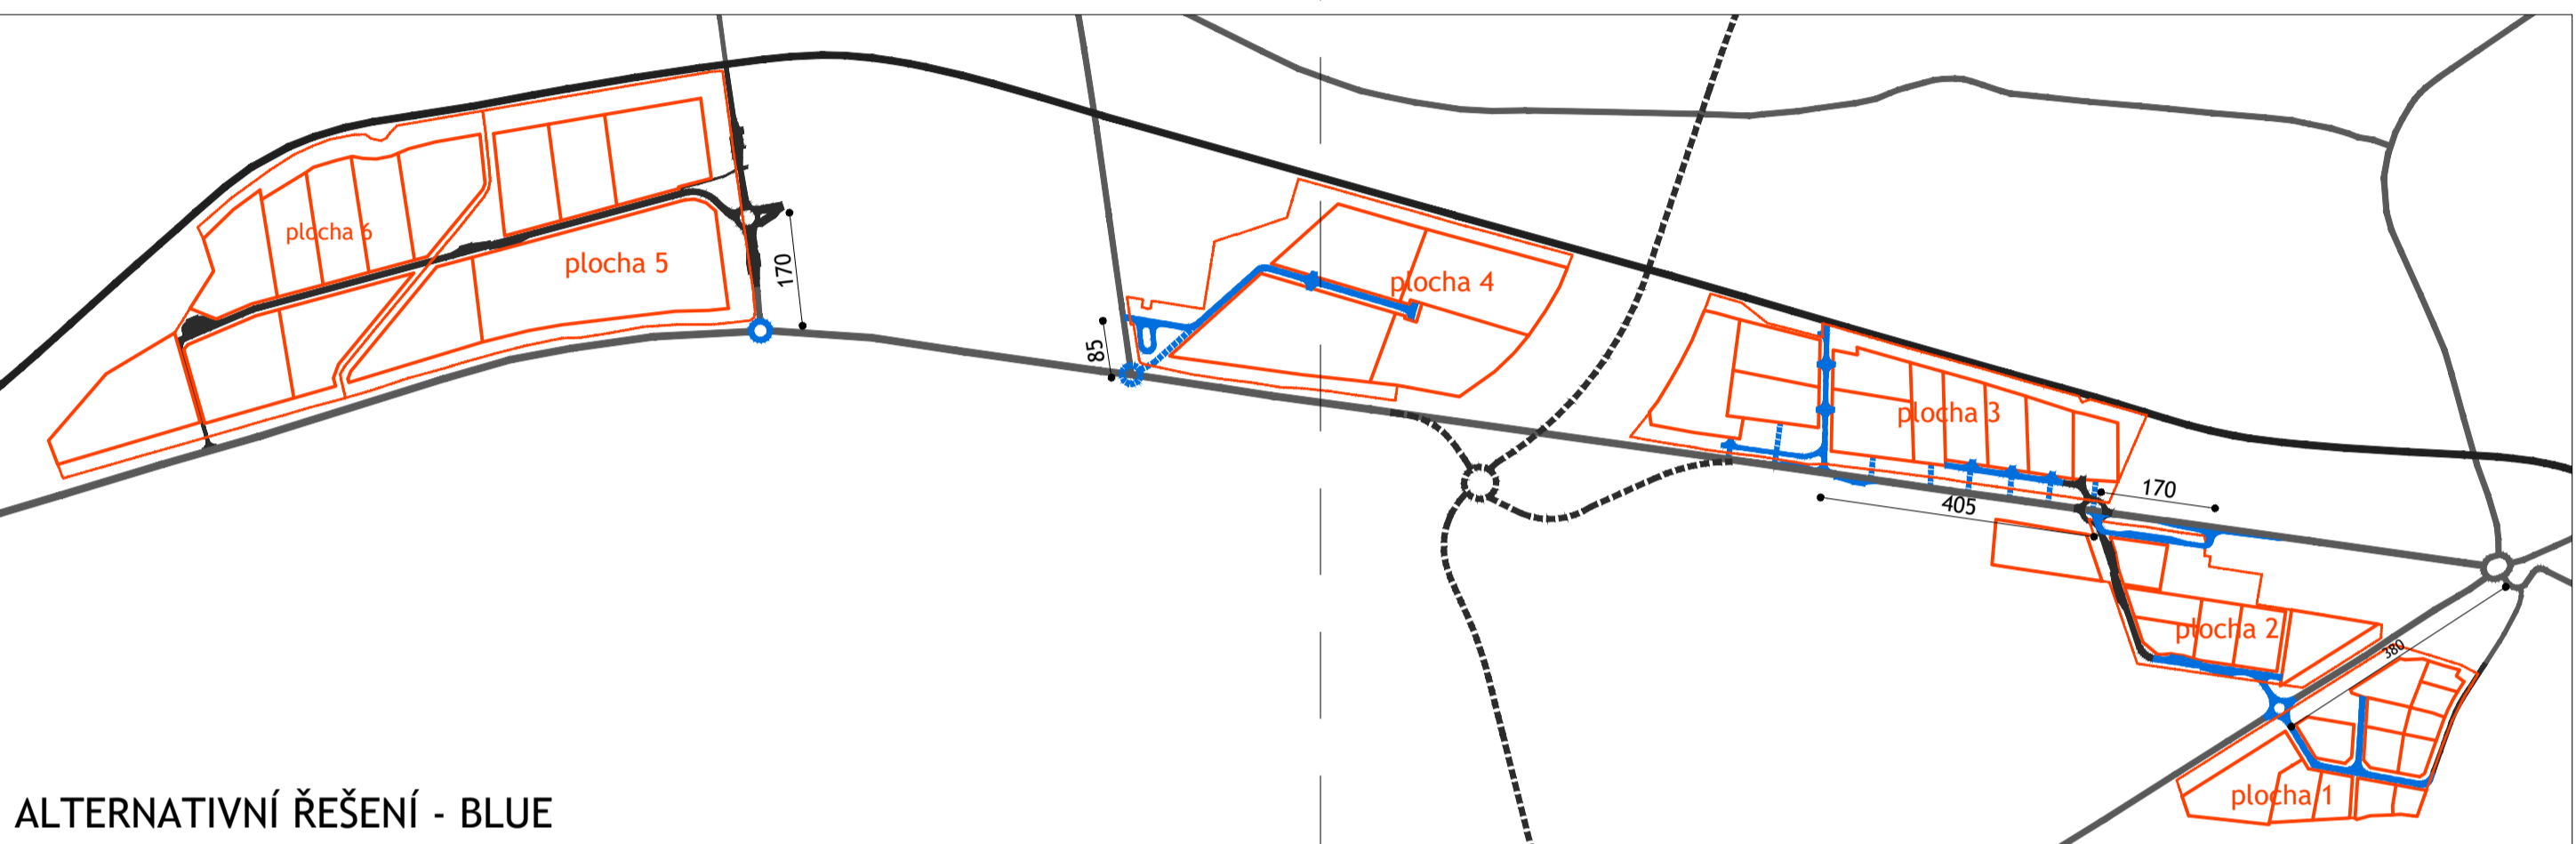 plocha 6
plocha 5
170
85
plocha 4
plocha 3
405
170
plocha 2
380
plocha 1
ALTERNATIVNÍ ŘEŠENÍ - BLUE